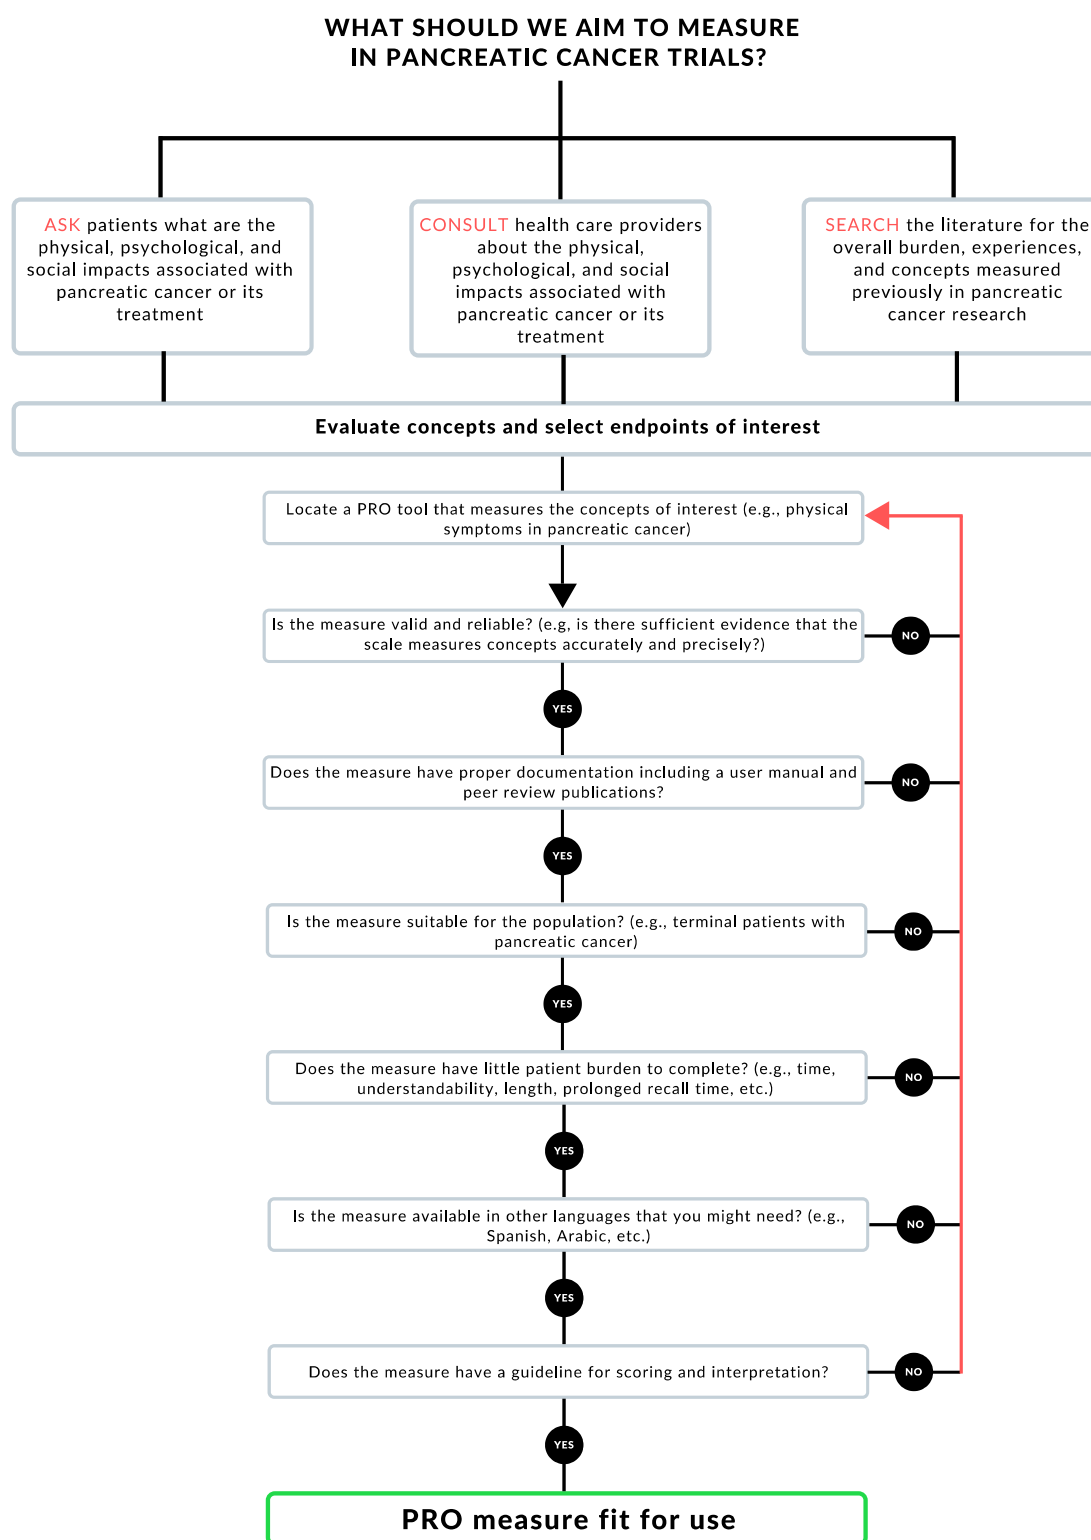 WHAT SHOULD WE AIM TO MEASURE
IN PANCREATIC CANCER TRIALS?
ASK patients what are the
physical, psychological, and
social impacts associated with
pancreatic cancer or its
treatment
CONSULT health care providers
about the physical,
psychological, and social
impacts associated with
pancreatic cancer or its
treatment
SEARCH the literature for the
overall burden, experiences,
and concepts measured
previously in pancreatic
cancer research
Evaluate concepts and select endpoints of interest
Locate a PRO tool that measures the concepts of interest (e.g., physical
symptoms in pancreatic cancer)
Is the measure valid and reliable? (e.g, is there sufficient evidence that the
scale measures concepts accurately and precisely?)
NO
YES
Does the measure have proper documentation including a user manual and
peer review publications?
NO
YES
Is the measure suitable for the population? (e.g., terminal patients with
pancreatic cancer)
NO
YES
Does the measure have little patient burden to complete? (e.g., time,
understandability, length, prolonged recall time, etc.)
NO
YES
Is the measure available in other languages that you might need? (e.g.,
Spanish, Arabic, etc.)
NO
YES
Does the measure have a guideline for scoring and interpretation?
NO
YES
PRO measure fit for use